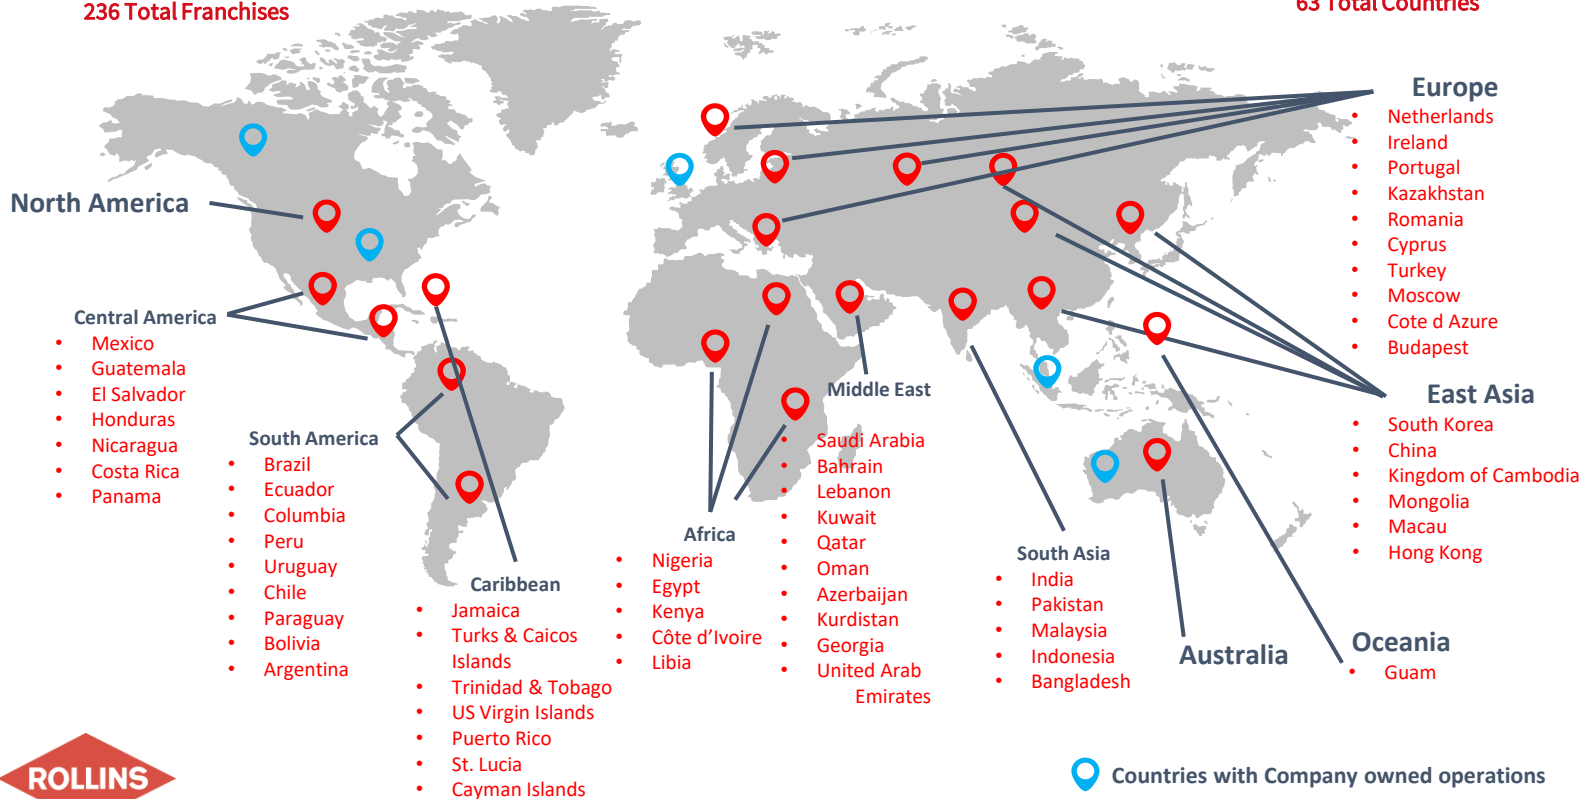 236 Total Franchises
63 Total Countries
North America
Central America
• Mexico
• Guatemala
• El Salvador
• Honduras
• Nicaragua
• Costa Rica
• Panama
South America
• Brazil
• Ecuador
• Columbia
• Peru
• Uruguay
• Chile
• Paraguay
• Bolivia
• Argentina
Caribbean
• Jamaica
• Turks & Caicos
Islands
• Trinidad & Tobago
• US Virgin Islands
• Puerto Rico
• St. Lucia
• Cayman Islands
Africa
• Nigeria
• Egypt
• Kenya
• Côte d’Ivoire
• Libia
Middle East
• Saudi Arabia
• Bahrain
• Lebanon
• Kuwait
• Qatar
• Oman
• Azerbaijan
• Kurdistan
• Georgia
• United Arab
Emirates
South Asia
• India
• Pakistan
• Malaysia
• Indonesia
• Bangladesh
Australia
Oceania
• Guam
Europe
• Netherlands
• Ireland
• Portugal
• Kazakhstan
• Romania
• Cyprus
• Turkey
• Moscow
• Cote d Azure
• Budapest
East Asia
• South Korea
• China
• Kingdom of Cambodia
• Mongolia
• Macau
• Hong Kong
ROLLINS
Countries with Company owned operations